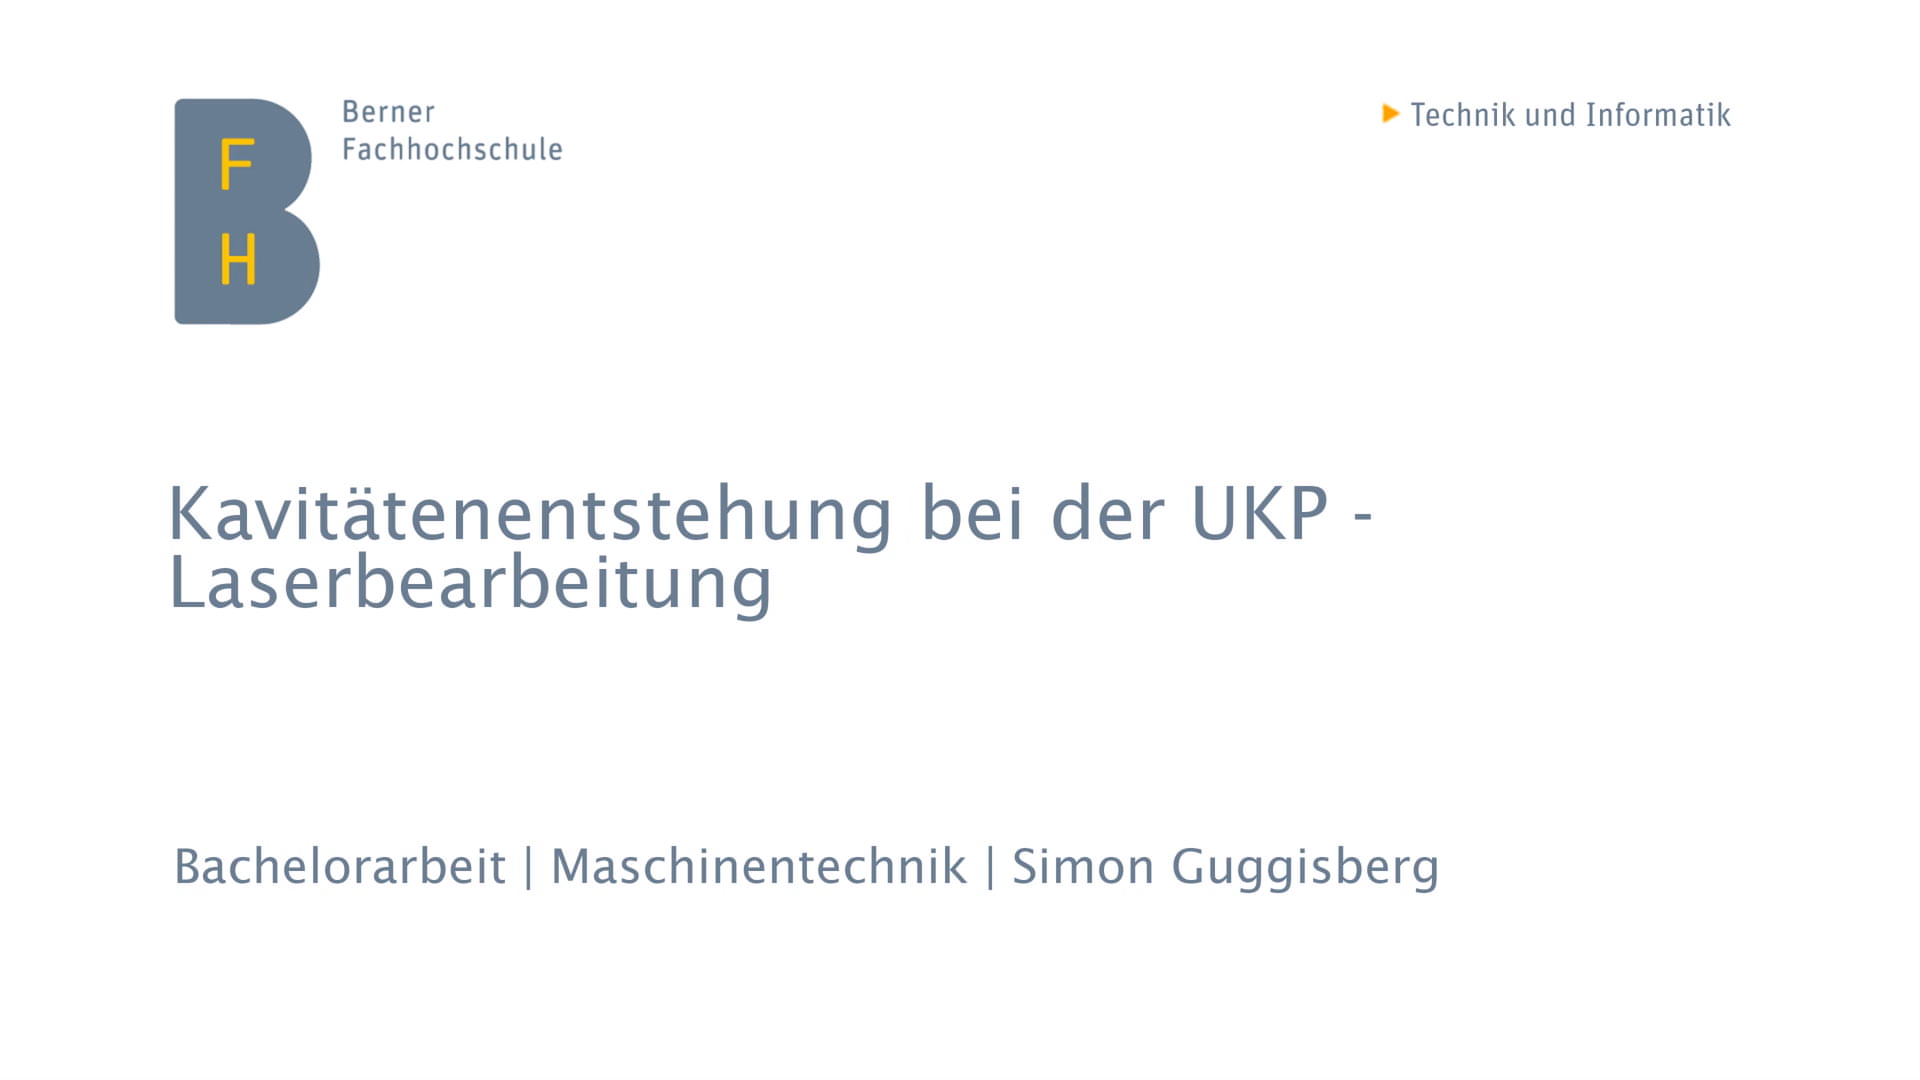 F
H
Berner
Fachhochschule
Technik und Informatik
Kavitätenentstehung bei der UKP -
Laserbearbeitung
Bachelorarbeit | Maschinentechnik | Simon Guggisberg